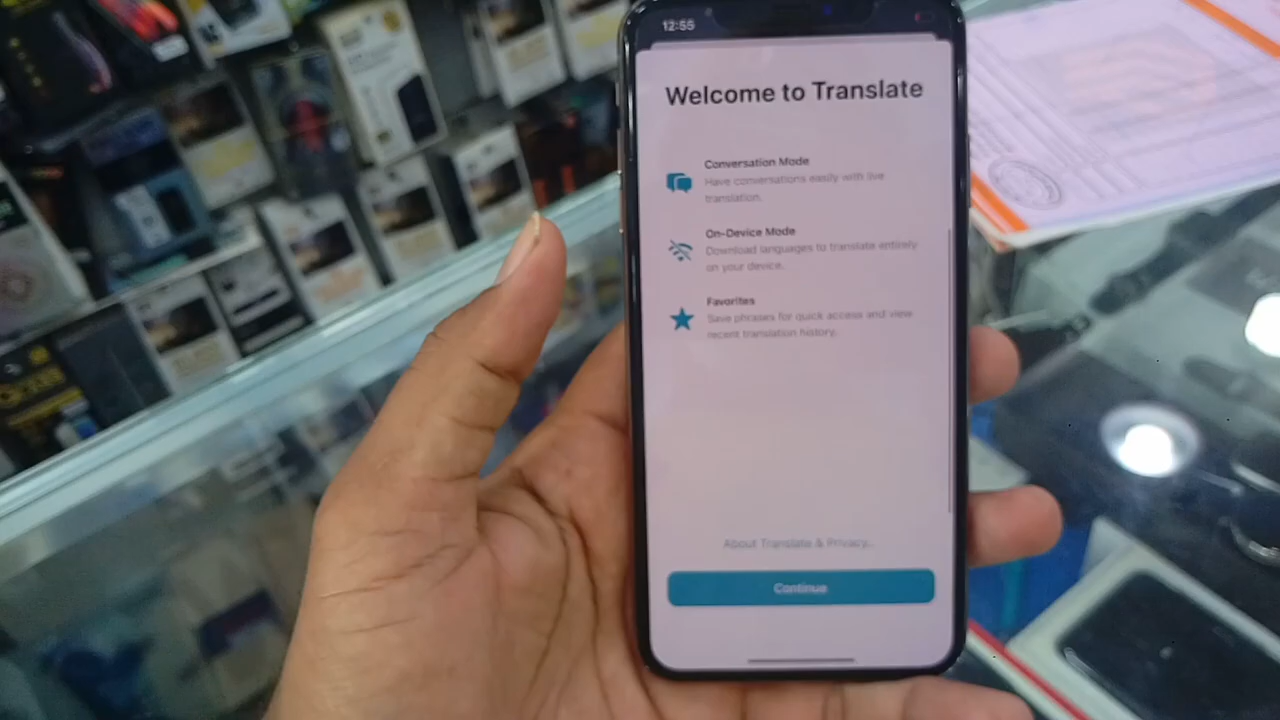 12:55
Welcome to Translate
Conversation Mode
Have conversations easily with live
translation.
On-Device Mode
Download languages to translate entirely
on your device.
Favorites
Save phrases for quick access and view
recent translation history.
About Translate & Privacy...
Continue